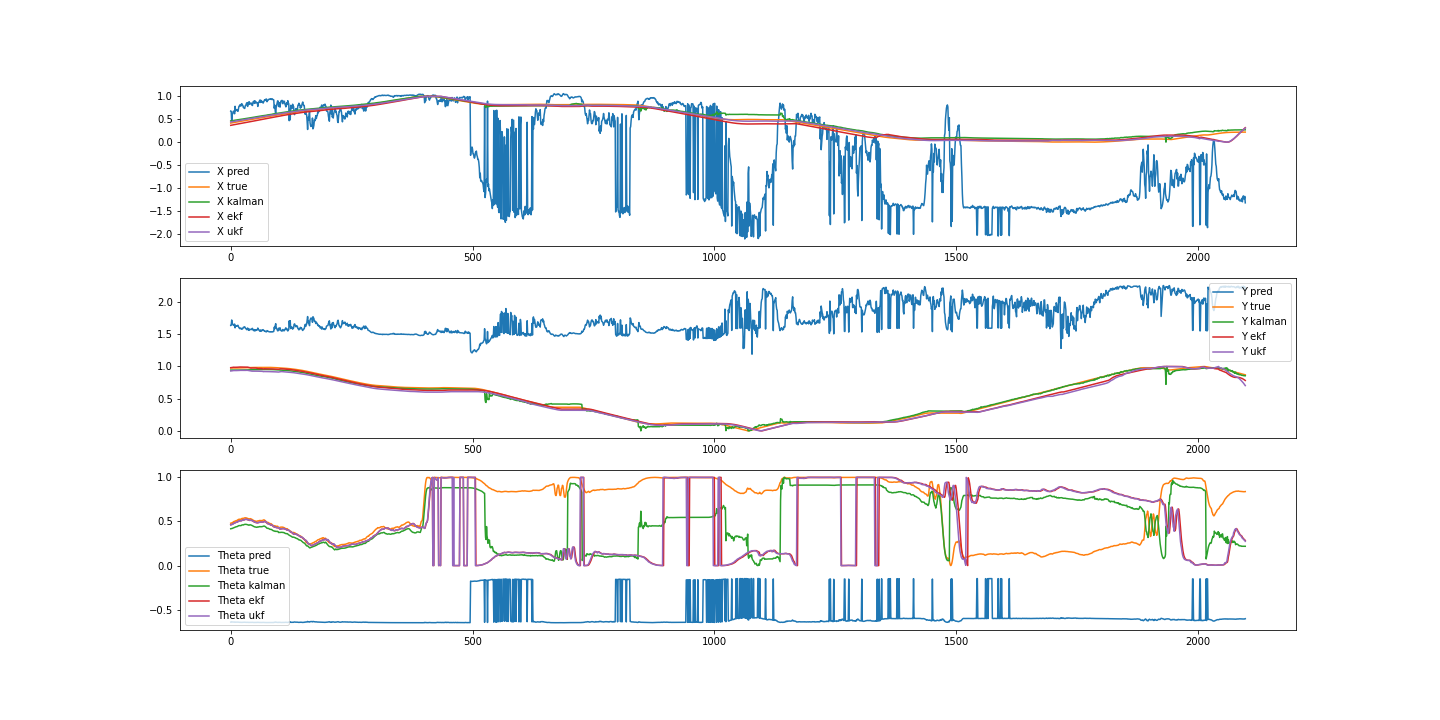 1.0
0.5
0.0
−0.5
−1.0
−1.5
−2.0
X pred
X true
X kalman
X ekf
X ukf
0 500 1000 1500 2000
2.0
1.5
1.0
0.5
0.0
Y pred
Y true
Y kalman
Y ekf
Y ukf
0 500 1000 1500 2000
1.0
0.5
0.0
−0.5
Theta pred
Theta true
Theta kalman
Theta ekf
Theta ukf
0 500 1000 1500 2000